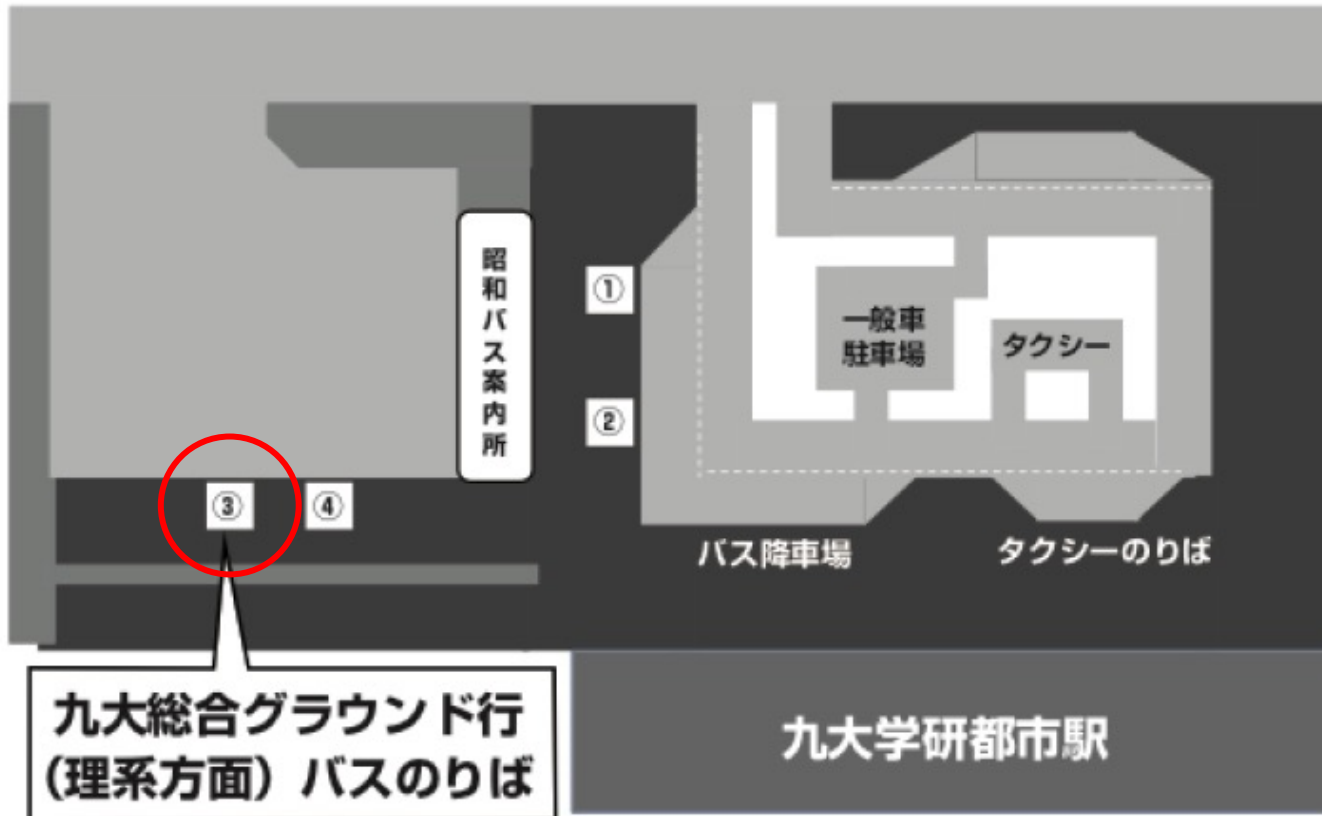 昭和バス案内所
①
②
一般車
駐車場
タクシー
③
④
バス降車場
タクシーのりば
九大総合グラウンド行
(理系方面)バスのりば
九大学研都市駅